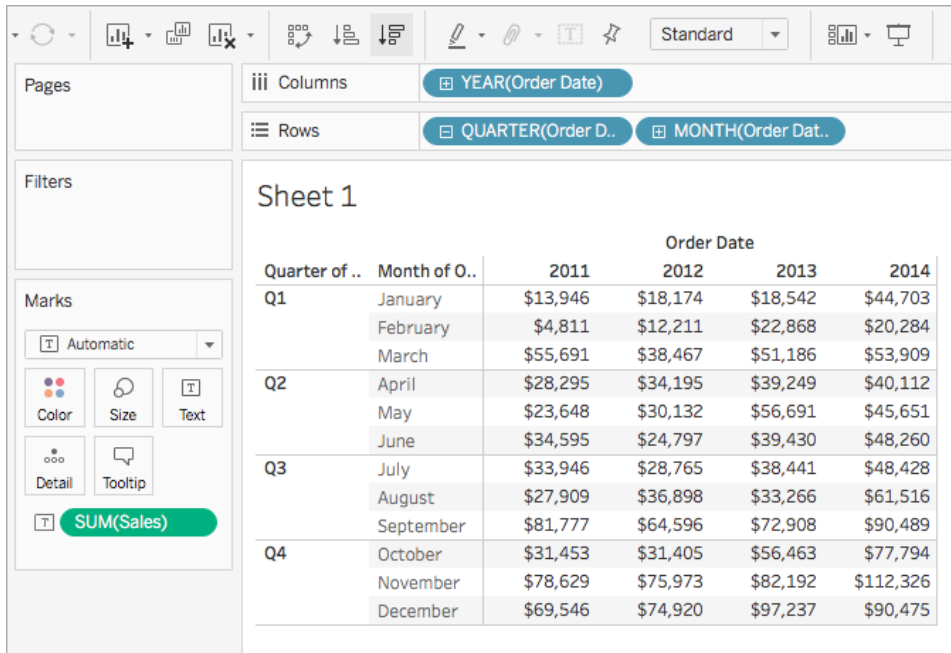 Standard
Pages
Columns
YEAR(Order Date)
Rows
QUARTER(Order D..
MONTH(Order Dat..
Filters
Sheet 1
Order Date
Quarter of .. Month of O.. 2011 2012 2013 2014
Q1 January $13,946 $18,174 $18,542 $44,703
February $4,811 $12,211 $22,868 $20,284
March $55,691 $38,467 $51,186 $53,909
Q2 April $28,295 $34,195 $39,249 $40,112
May $23,648 $30,132 $56,691 $45,651
June $34,595 $24,797 $39,430 $48,260
Q3 July $33,946 $28,765 $38,441 $48,428
August $27,909 $36,898 $33,266 $61,516
September $81,777 $64,596 $72,908 $90,489
Q4 October $31,453 $31,405 $56,463 $77,794
November $78,629 $75,973 $82,192 $112,326
December $69,546 $74,920 $97,237 $90,475
Marks
T Automatic
Color Size Text
Detail Tooltip
T SUM(Sales)